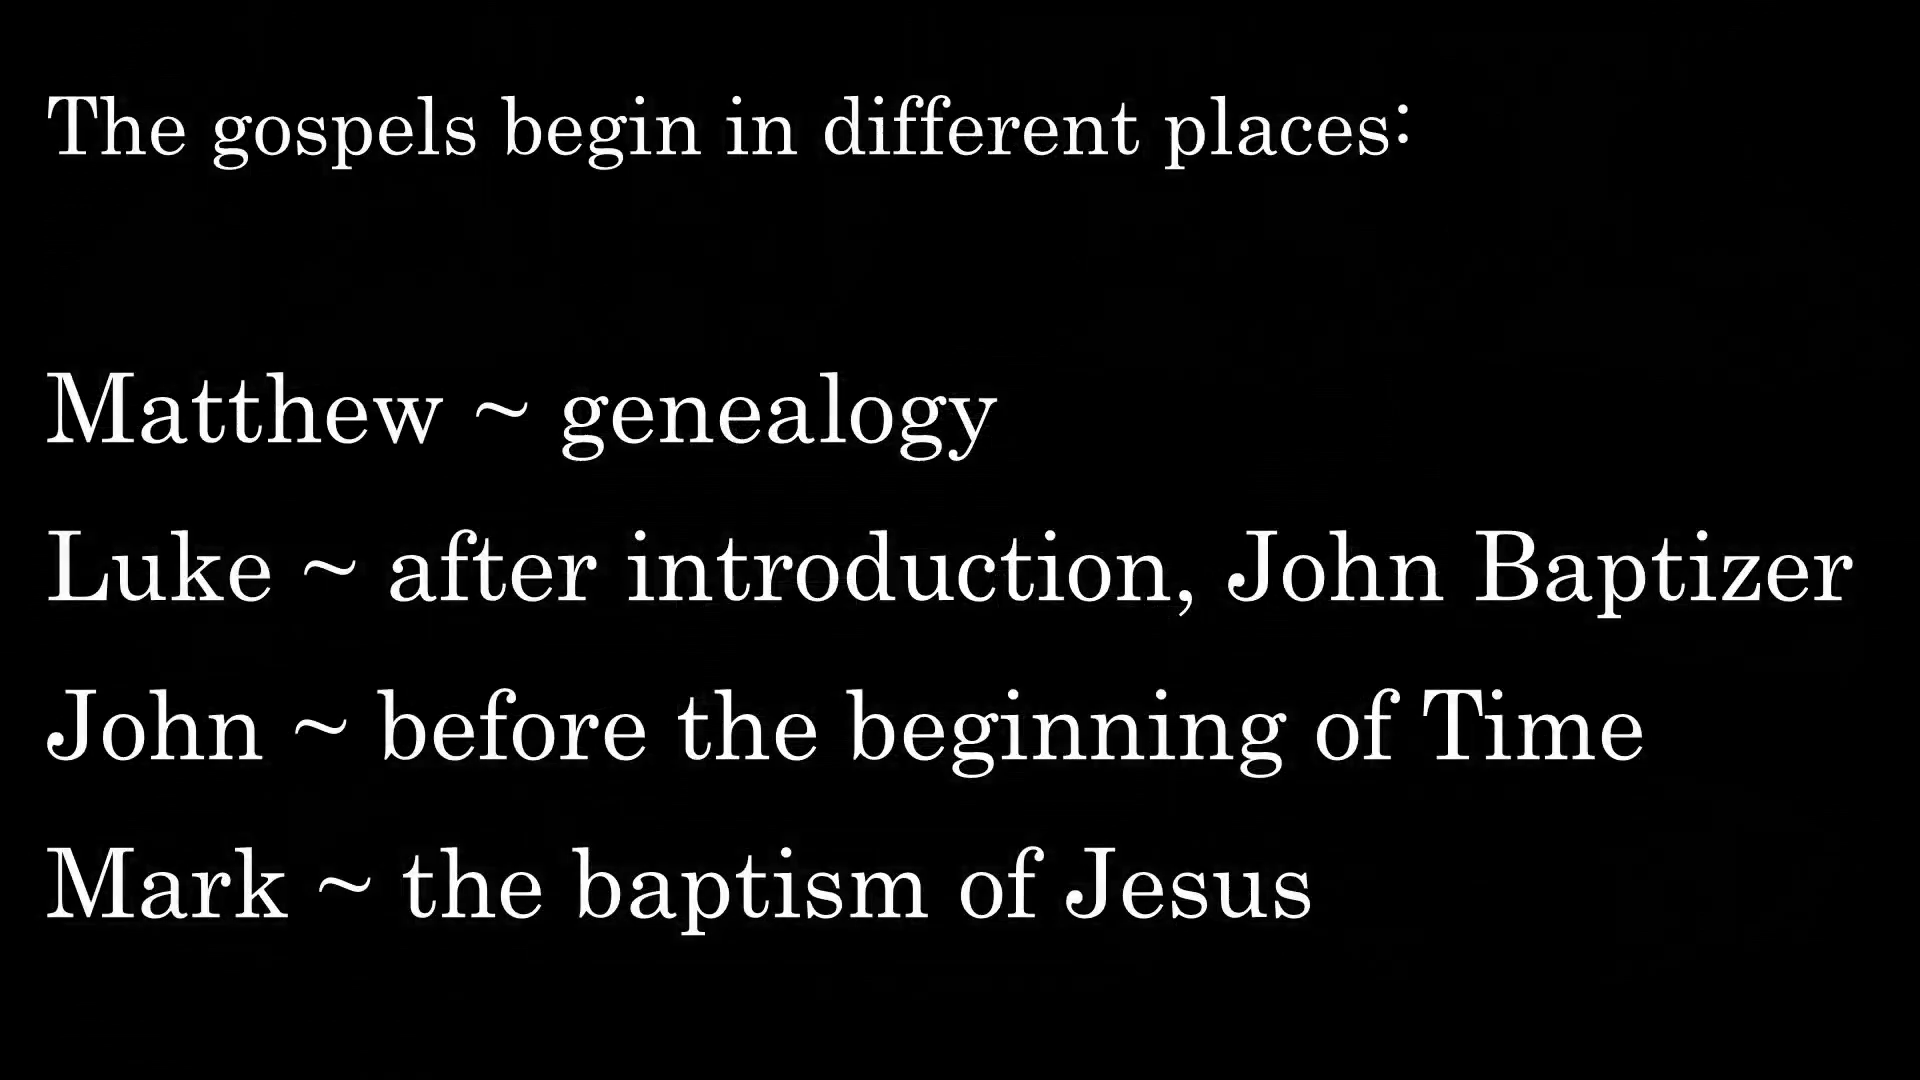 The gospels begin in different places:
Matthew ~ genealogy
Luke ~ after introduction, John Baptizer
John ~ before the beginning of Time
Mark ~ the baptism of Jesus